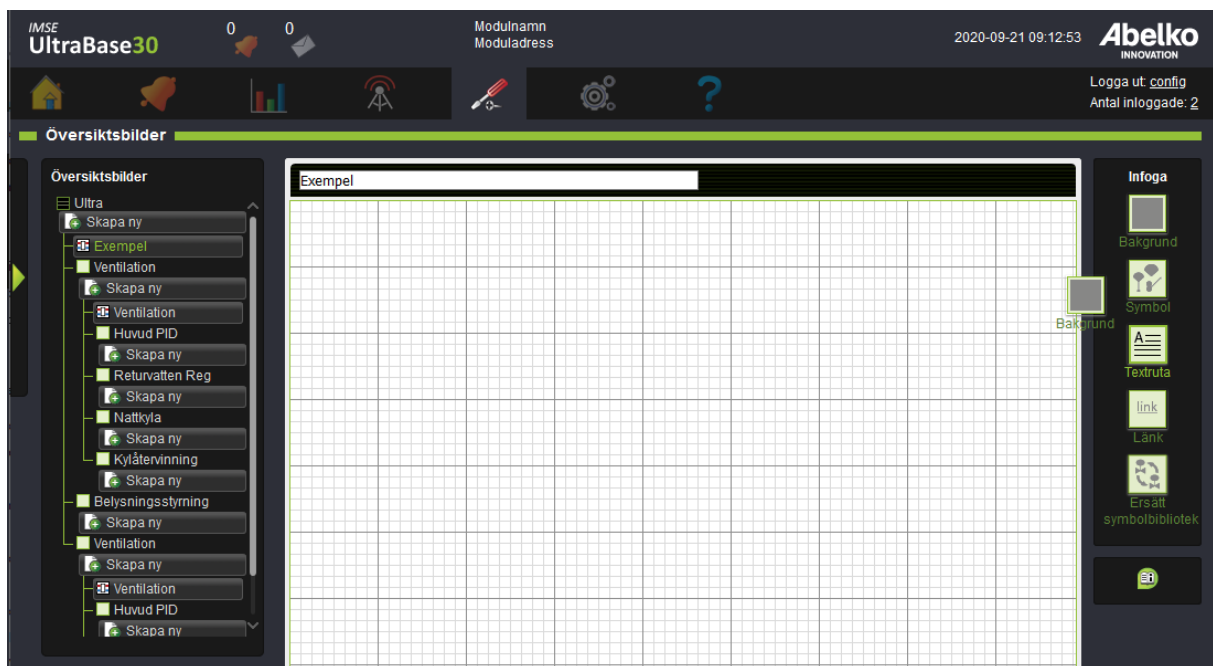 IMSE
UltraBase30
0
0
Modulnamn
Moduladress
2020-09-21 09:12:53
Abelko
INNOVATION
Logga ut: config
Antal inloggade: 2
Översiktsbilder
Översiktsbilder
Ultra
Skapa ny
Exempel
Ventilation
Skapa ny
Ventilation
Huvud PID
Skapa ny
Returvatten Reg
Skapa ny
Nattkyla
Skapa ny
Kylåtervinning
Skapa ny
Belysningsstyrning
Skapa ny
Ventilation
Skapa ny
Ventilation
Huvud PID
Skapa ny
Exempel
Bakgrund
Infoga
Bakgrund
Symbol
A
Textruta
link
Länk
Ersätt
symbolbibliotek